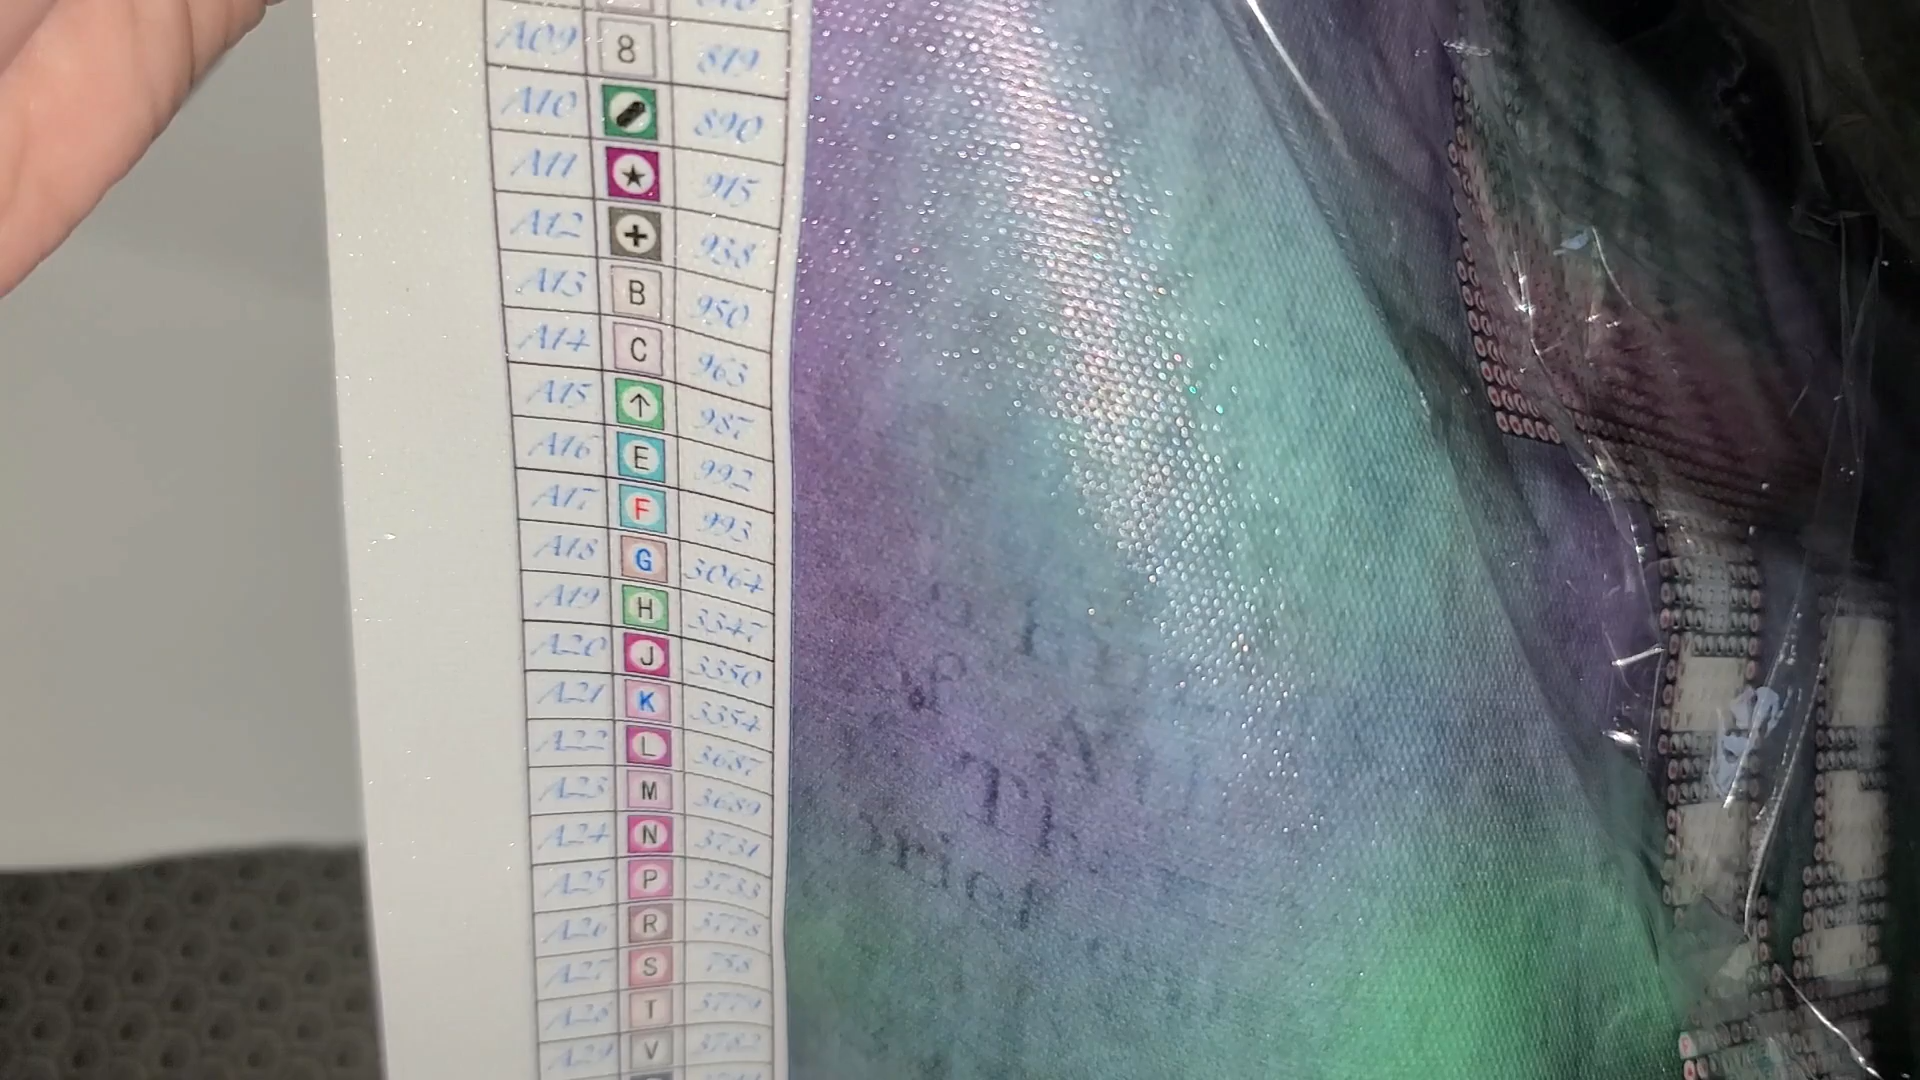 A09 8 819
A10 890
A11 ★ 915
A12 + 938
A13 B 950
A14 C 963
A15 ↑ 987
A16 E 992
A17 F 993
A18 G 3064
A19 H 3347
A20 J 3350
A21 K 3354
A22 L 3687
A23 M 3689
A24 N 3731
A25 P 3733
A26 R 3778
A27 S 758
A28 T 3779
A29 V